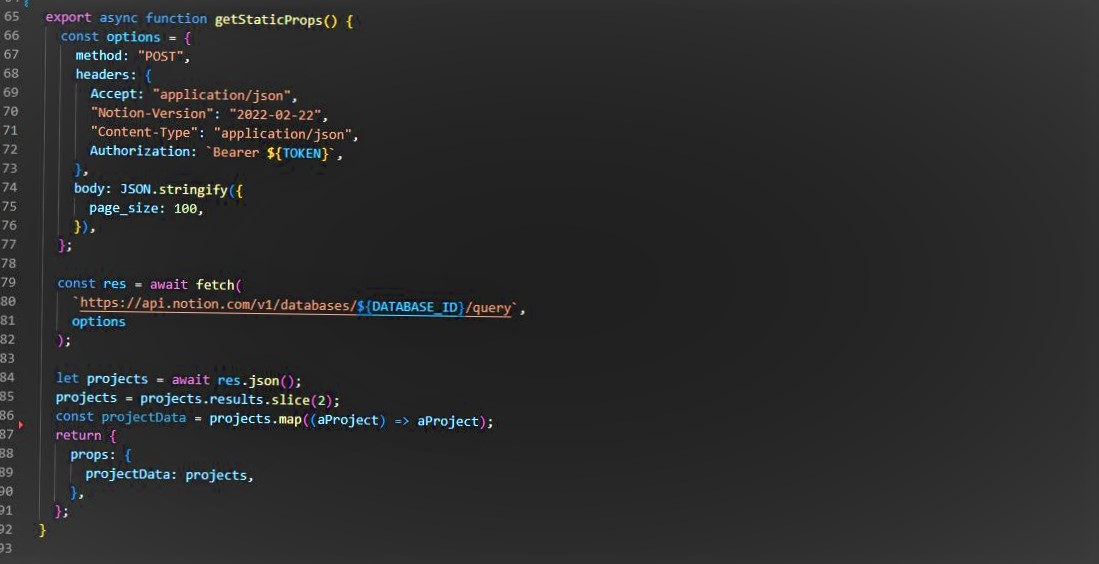 65 export async function getStaticProps() {
66 const options = {
67 method: "POST",
68 headers: {
69 Accept: "application/json",
70 "Notion-Version": "2022-02-22",
71 "Content-Type": "application/json",
72 Authorization: `Bearer ${TOKEN}`,
73 },
74 body: JSON.stringify({
75 page_size: 100,
76 }),
77 };
78
79 const res = await fetch(
80 `https://api.notion.com/v1/databases/${DATABASE_ID}/query`,
81 options
82 );
83
84 let projects = await res.json();
85 projects = projects.results.slice(2);
86 const projectData = projects.map((aProject) => aProject);
87 return {
88 props: {
89 projectData: projects,
90 },
91 };
92 }
93